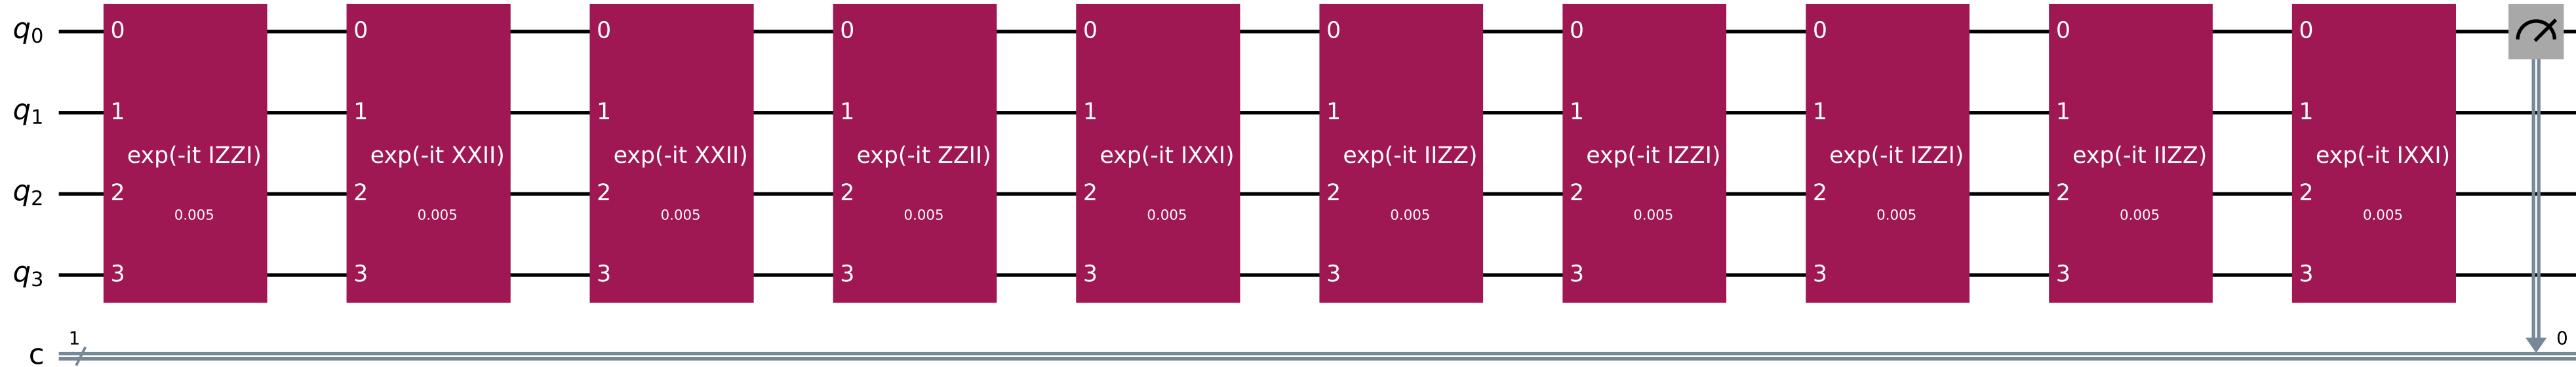 q0 0 0 0 0 0 0 0 0 0 0
q1 1 1 1 1 1 1 1 1 1 1
exp(-it IZZI) exp(-it XXII) exp(-it XXII) exp(-it ZZII) exp(-it IXXI) exp(-it IIZZ) exp(-it IZZI) exp(-it IZZI) exp(-it IIZZ) exp(-it IXXI)
q2 2 2 2 2 2 2 2 2 2 2
0.005 0.005 0.005 0.005 0.005 0.005 0.005 0.005 0.005 0.005
q3 3 3 3 3 3 3 3 3 3 3
1 0
c